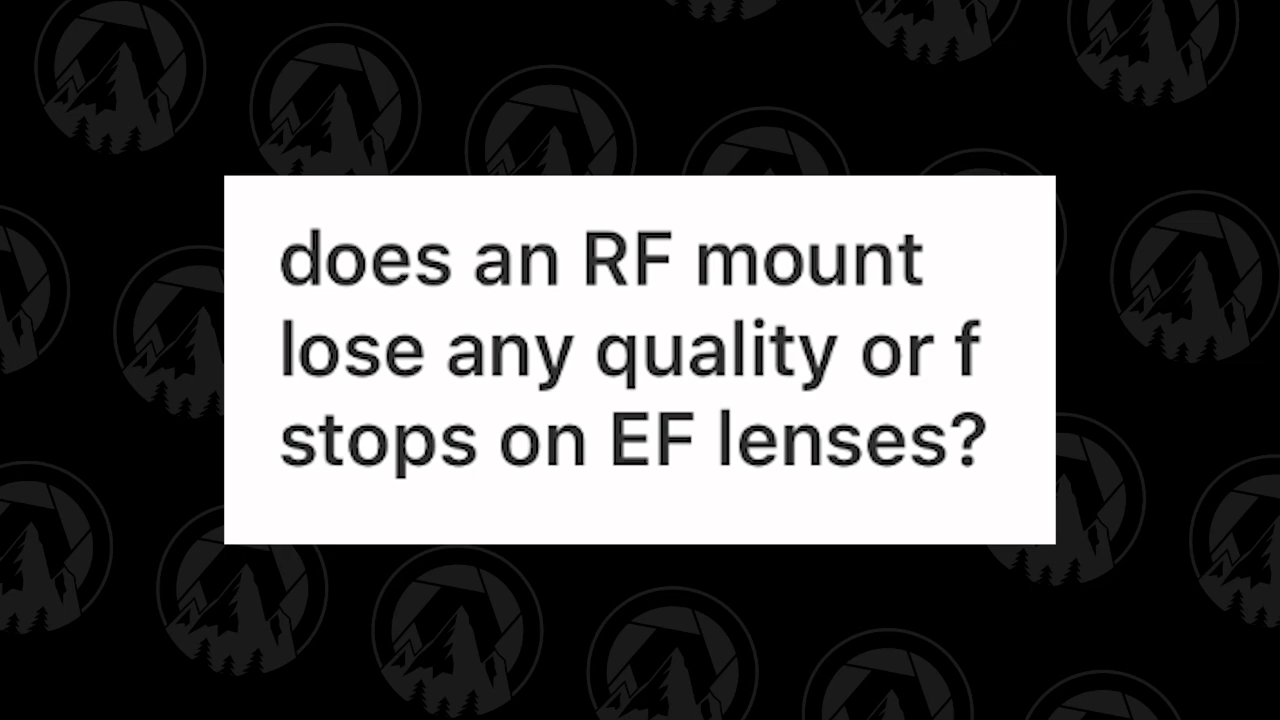 does an RF mount
lose any quality or f
stops on EF lenses?